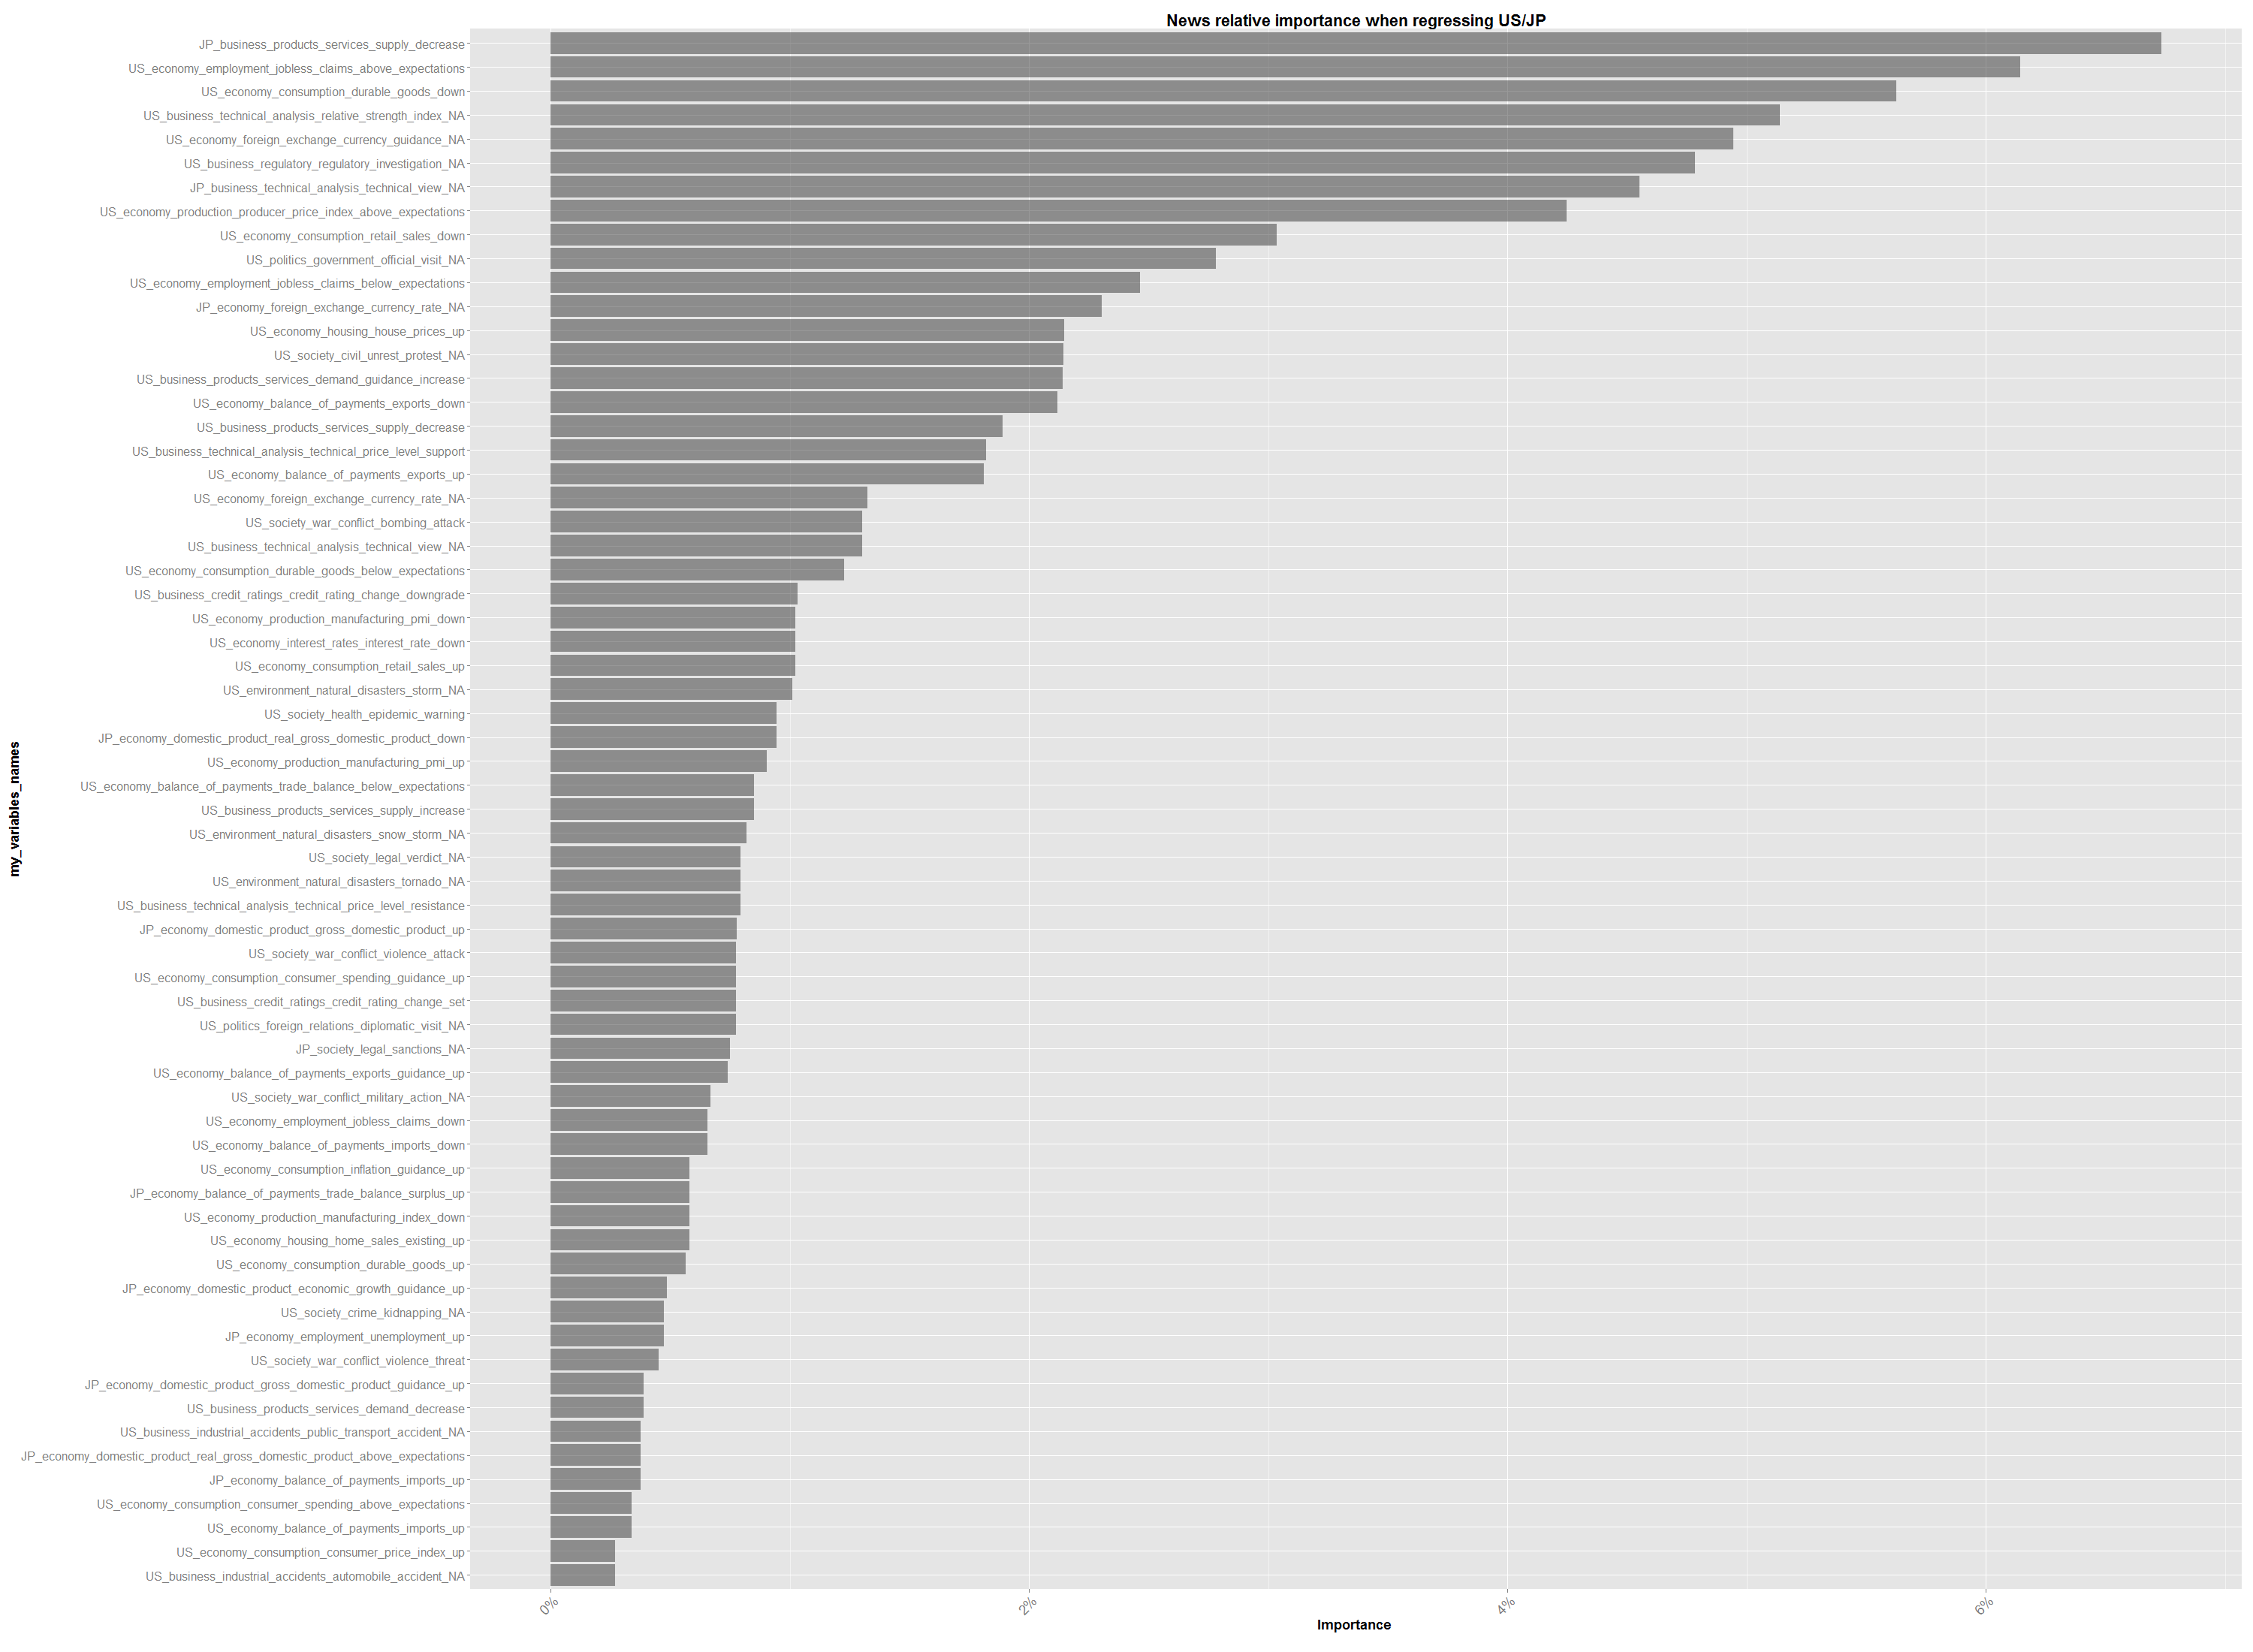 News relative importance when regressing US/JP
JP_business_products_services_supply_decrease
US_economy_employment_jobless_claims_above_expectations
US_economy_consumption_durable_goods_down
US_business_technical_analysis_relative_strength_index_NA
US_economy_foreign_exchange_currency_guidance_NA
US_business_regulatory_regulatory_investigation_NA
JP_business_technical_analysis_technical_view_NA
US_economy_production_producer_price_index_above_expectations
US_economy_consumption_retail_sales_down
US_politics_government_official_visit_NA
US_economy_employment_jobless_claims_below_expectations
JP_economy_foreign_exchange_currency_rate_NA
US_economy_housing_house_prices_up
US_society_civil_unrest_protest_NA
US_business_products_services_demand_guidance_increase
US_economy_balance_of_payments_exports_down
US_business_products_services_supply_decrease
US_business_technical_analysis_technical_price_level_support
US_economy_balance_of_payments_exports_up
US_economy_foreign_exchange_currency_rate_NA
US_society_war_conflict_bombing_attack
US_business_technical_analysis_technical_view_NA
US_economy_consumption_durable_goods_below_expectations
US_business_credit_ratings_credit_rating_change_downgrade
US_economy_production_manufacturing_pmi_down
US_economy_interest_rates_interest_rate_down
US_economy_consumption_retail_sales_up
US_environment_natural_disasters_storm_NA
US_society_health_epidemic_warning
JP_economy_domestic_product_real_gross_domestic_product_down
US_economy_production_manufacturing_pmi_up
US_economy_balance_of_payments_trade_balance_below_expectations
US_business_products_services_supply_increase
US_environment_natural_disasters_snow_storm_NA
US_society_legal_verdict_NA
US_environment_natural_disasters_tornado_NA
US_business_technical_analysis_technical_price_level_resistance
JP_economy_domestic_product_gross_domestic_product_up
US_society_war_conflict_violence_attack
US_economy_consumption_consumer_spending_guidance_up
US_business_credit_ratings_credit_rating_change_set
US_politics_foreign_relations_diplomatic_visit_NA
JP_society_legal_sanctions_NA
US_economy_balance_of_payments_exports_guidance_up
US_society_war_conflict_military_action_NA
US_economy_employment_jobless_claims_down
US_economy_balance_of_payments_imports_down
US_economy_consumption_inflation_guidance_up
JP_economy_balance_of_payments_trade_balance_surplus_up
US_economy_production_manufacturing_index_down
US_economy_housing_home_sales_existing_up
US_economy_consumption_durable_goods_up
JP_economy_domestic_product_economic_growth_guidance_up
US_society_crime_kidnapping_NA
JP_economy_employment_unemployment_up
US_society_war_conflict_violence_threat
JP_economy_domestic_product_gross_domestic_product_guidance_up
US_business_products_services_demand_decrease
US_business_industrial_accidents_public_transport_accident_NA
JP_economy_domestic_product_real_gross_domestic_product_above_expectations
JP_economy_balance_of_payments_imports_up
US_economy_consumption_consumer_spending_above_expectations
US_economy_balance_of_payments_imports_up
US_economy_consumption_consumer_price_index_up
US_business_industrial_accidents_automobile_accident_NA
my_variables_names
0%
2%
4%
6%
Importance